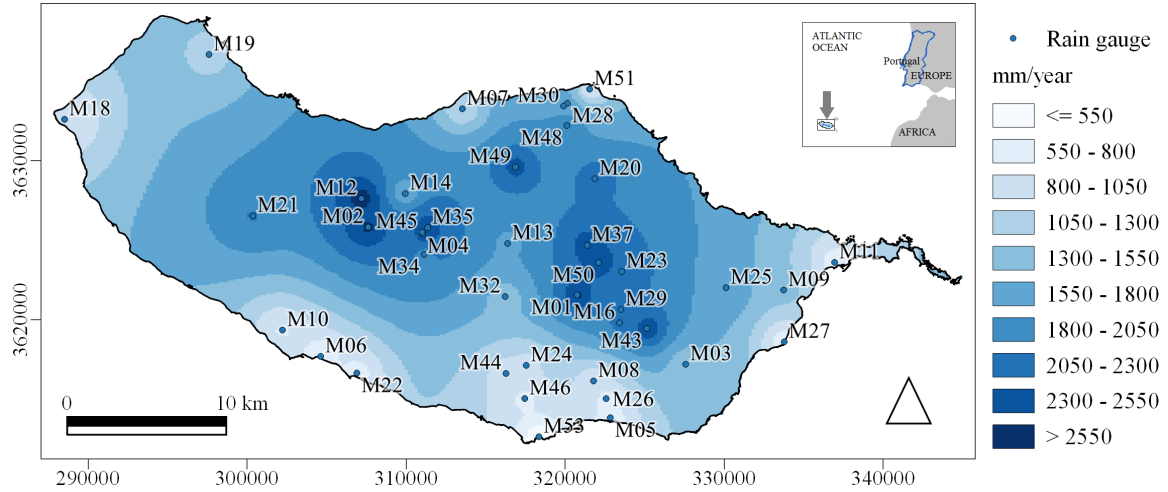 M19
M18
M07
M30
M51
M28
M48
M49
M20
M12
M14
M21
M02
M45
M35
M13
M37
M04
M34
M11
M50
M23
M25
M09
M32
M01
M16
M29
M10
M43
M27
M06
M44
M24
M08
M03
M22
M46
M26
M53
M05
ATLANTIC
OCEAN
Portugal
EUROPE
AFRICA
0 10 km
3630000
3620000
290000 300000 310000 320000 330000 340000
Rain gauge
mm/year
<= 550
550 - 800
800 - 1050
1050 - 1300
1300 - 1550
1550 - 1800
1800 - 2050
2050 - 2300
2300 - 2550
> 2550